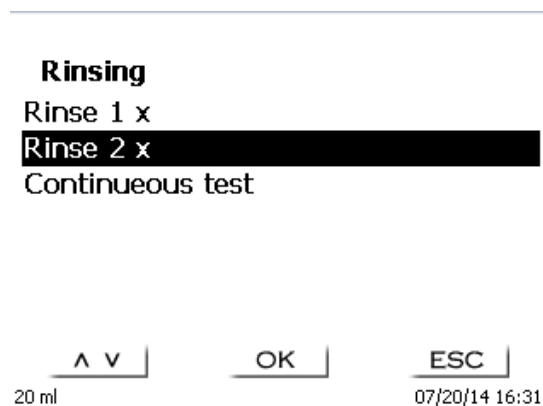 Rinsing
Rinse 1 x
Rinse 2 x
Continueous test
∧ ∨ OK ESC
20 ml 07/20/14 16:31